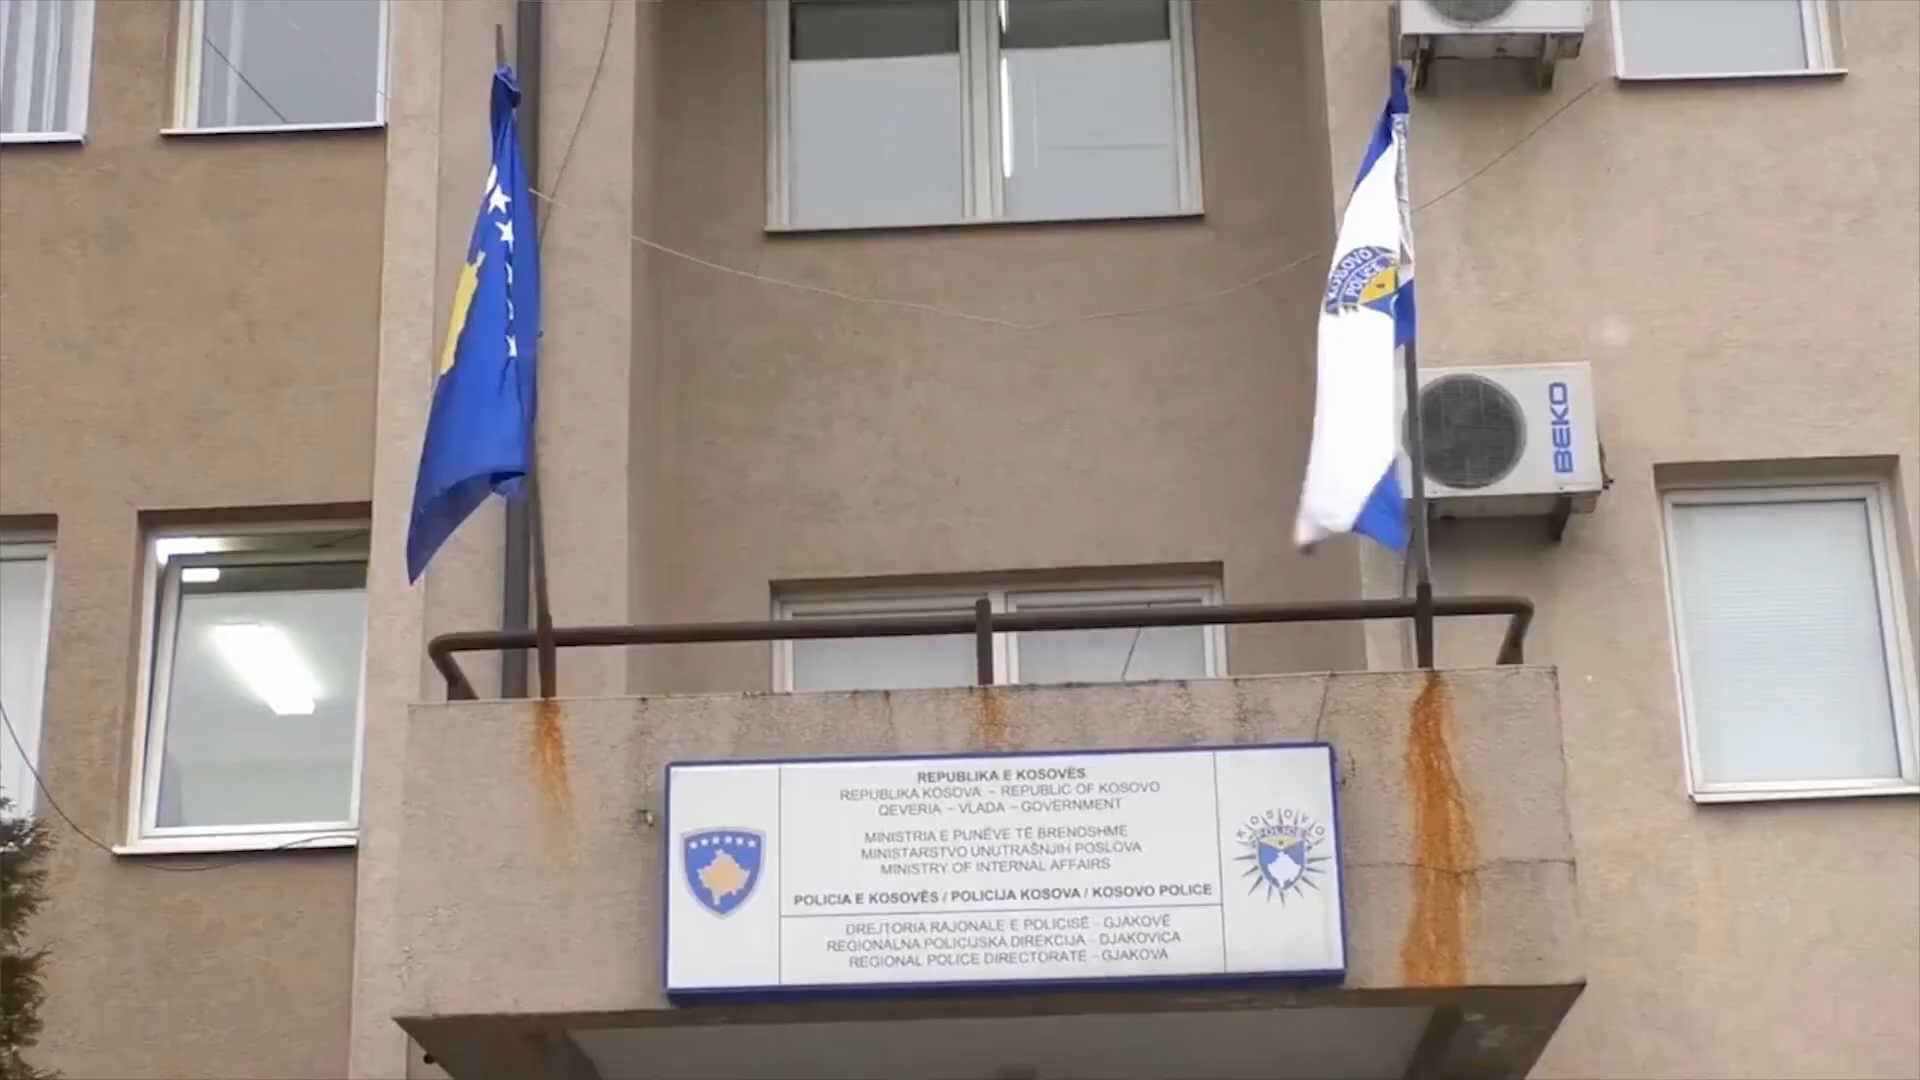 KOSOVO
POLICE
BEKO
REPUBLIKA E KOSOVËS
REPUBLIKA KOSOVA – REPUBLIC OF KOSOVO
QEVERIA – VLADA – GOVERNMENT
MINISTRIA E PUNËVE TË BRENDSHME
MINISTARSTVO UNUTRAŠNJIH POSLOVA
MINISTRY OF INTERNAL AFFAIRS
POLICIA E KOSOVËS / POLICIJA KOSOVA / KOSOVO POLICE
DREJTORIA RAJONALE E POLICISË – GJAKOVË
REGIONALNA POLICIJSKA DIREKCIJA – DJAKOVICA
REGIONAL POLICE DIRECTORATE – GJAKOVA
KOSOVO
POLICE